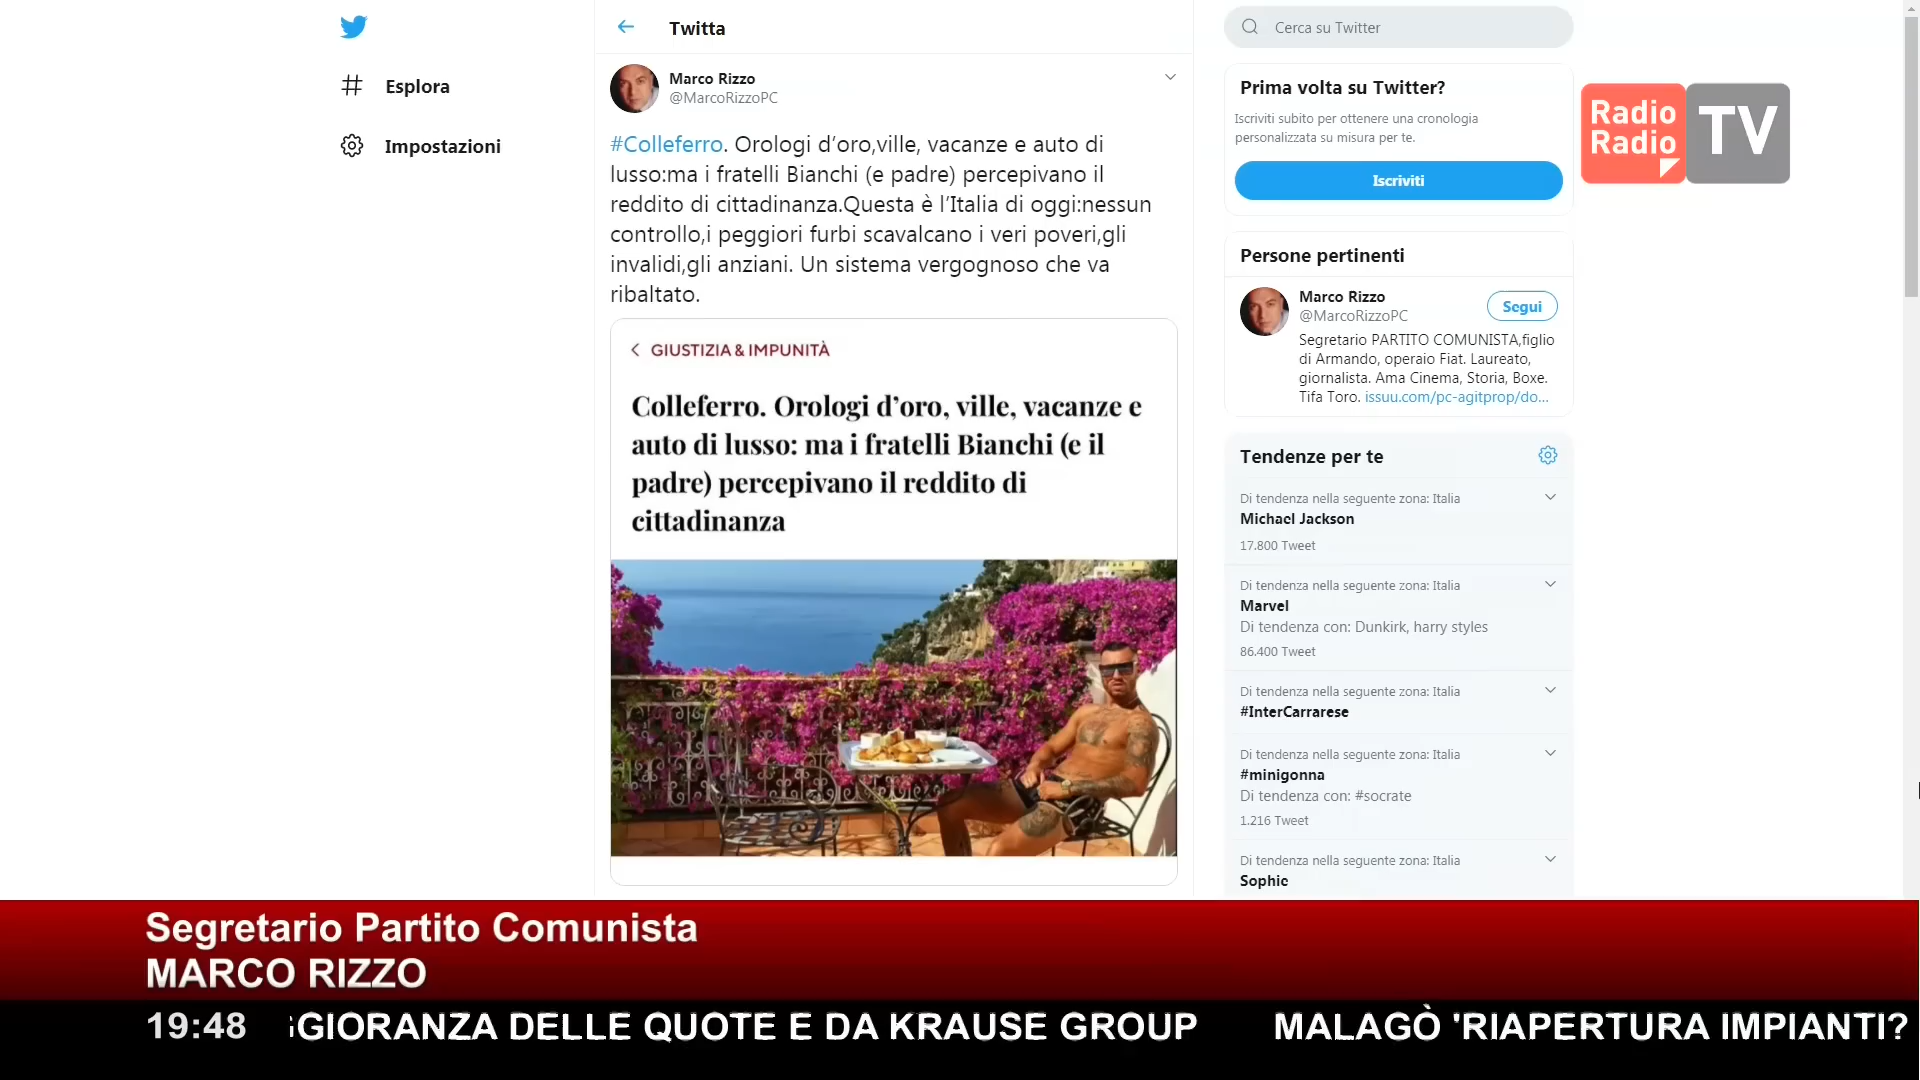 Twitta
Cerca su Twitter
Esplora
Impostazioni
Marco Rizzo
@MarcoRizzoPC
#Colleferro. Orologi d’oro,ville, vacanze e auto di
lusso:ma i fratelli Bianchi (e padre) percepivano il
reddito di cittadinanza.Questa è l’Italia di oggi:nessun
controllo,i peggiori furbi scavalcano i veri poveri,gli
invalidi,gli anziani. Un sistema vergognoso che va
ribaltato.
GIUSTIZIA & IMPUNITÀ
Colleferro. Orologi d’oro, ville, vacanze e
auto di lusso: ma i fratelli Bianchi (e il
padre) percepivano il reddito di
cittadinanza
Prima volta su Twitter?
Iscriviti subito per ottenere una cronologia
personalizzata su misura per te.
Iscriviti
Radio
Radio
TV
Persone pertinenti
Marco Rizzo
@MarcoRizzoPC
Segui
Segretario PARTITO COMUNISTA,figlio
di Armando, operaio Fiat. Laureato,
giornalista. Ama Cinema, Storia, Boxe.
Tifa Toro. issuu.com/pc-agitprop/do...
Tendenze per te
Di tendenza nella seguente zona: Italia
Michael Jackson
17.800 Tweet
Di tendenza nella seguente zona: Italia
Marvel
Di tendenza con: Dunkirk, harry styles
86.400 Tweet
Di tendenza nella seguente zona: Italia
#InterCarrarese
Di tendenza nella seguente zona: Italia
#minigonna
Di tendenza con: #socrate
1.216 Tweet
Di tendenza nella seguente zona: Italia
Sophie
Segretario Partito Comunista
MARCO RIZZO
19:48 GIORANZA DELLE QUOTE E DA KRAUSE GROUP MALAGÒ 'RIAPERTURA IMPIANTI?